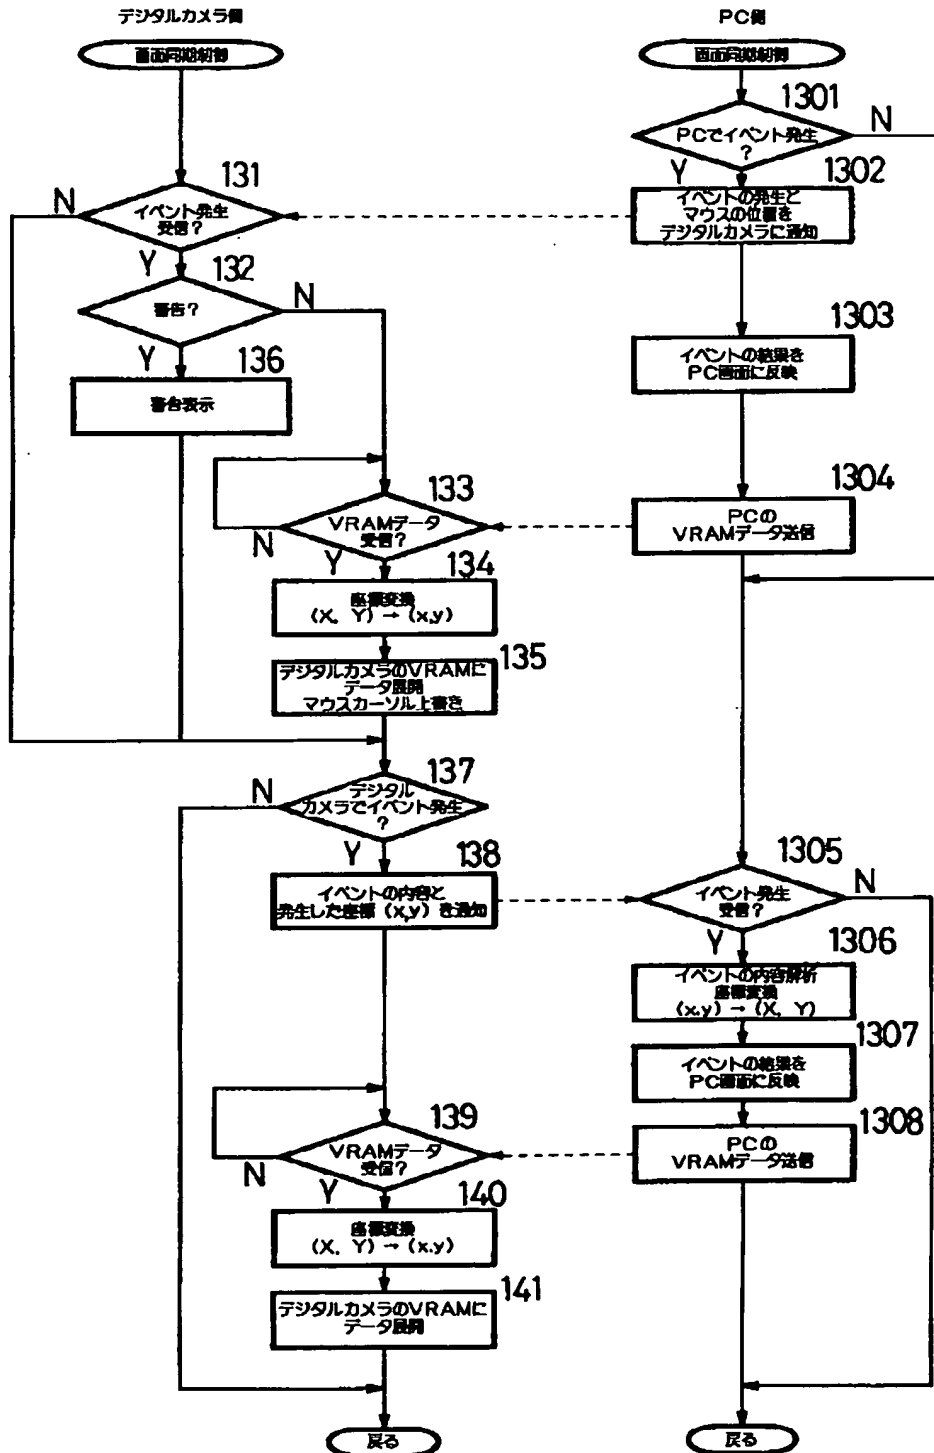 デジタルカメラ側
画面同期制御
131
N
イベント発生
受信？
Y
132
警告？
N
Y
136
警告表示
133
VRAMデータ
受信？
N
Y
134
座標変換
(X, Y) → (x,y)
135
デジタルカメラのVRAMに
データ展開
マウスカーソル上書き
137
N
デジタル
カメラでイベント発生
？
Y
138
イベントの内容と
発生した座標 (x,y) を通知
139
VRAMデータ
受信？
N
Y
140
座標変換
(X, Y) → (x.y)
141
デジタルカメラのVRAMに
データ展開
戻る
PC側
画面同期制御
1301
N
PCでイベント発生
？
Y
1302
イベントの発生と
マウスの位置を
デジタルカメラに通知
1303
イベントの結果を
PC画面に反映
1304
PCの
VRAMデータ送信
1305
イベント発生
受信？
N
Y
1306
イベントの内容解析
座標変換
(x.y) → (X, Y)
1307
イベントの結果を
PC画面に反映
1308
PCの
VRAMデータ送信
戻る